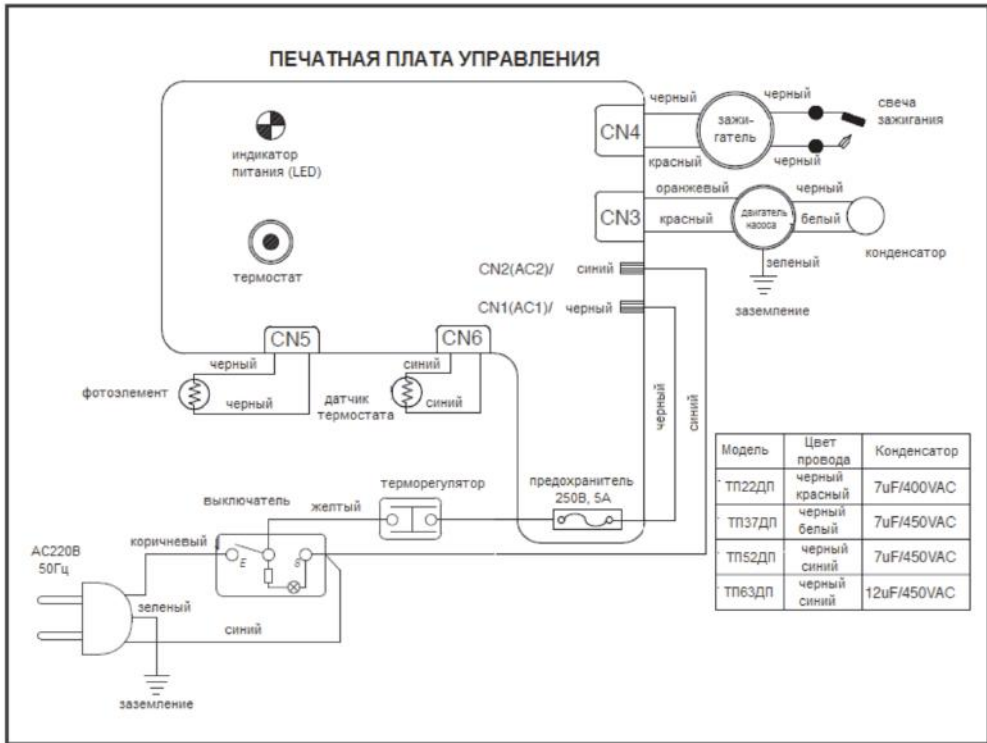 ПЕЧАТНАЯ ПЛАТА УПРАВЛЕНИЯ
индикатор
питания (LED)
термостат
CN4
черный
красный
зажи-
гатель
черный
черный
свеча
зажигания
CN3
оранжевый
красный
двигатель
насоса
черный
белый
конденсатор
зеленый
заземление
CN2(AC2)/ синий
CN1(AC1)/ черный
CN5
CN6
фотоэлемент
черный
черный
датчик
термостата
синий
синий
черный
синий
предохранитель
250В, 5А
терморегулятор
желтый
выключатель
E
S
коричневый
AC220В
50Гц
зеленый
синий
заземление
Модель Цвет провода Конденсатор
ТП22ДП черный красный 7uF/400VAC
ТП37ДП черный белый 7uF/450VAC
ТП52ДП черный синий 7uF/450VAC
ТП63ДП черный синий 12uF/450VAC